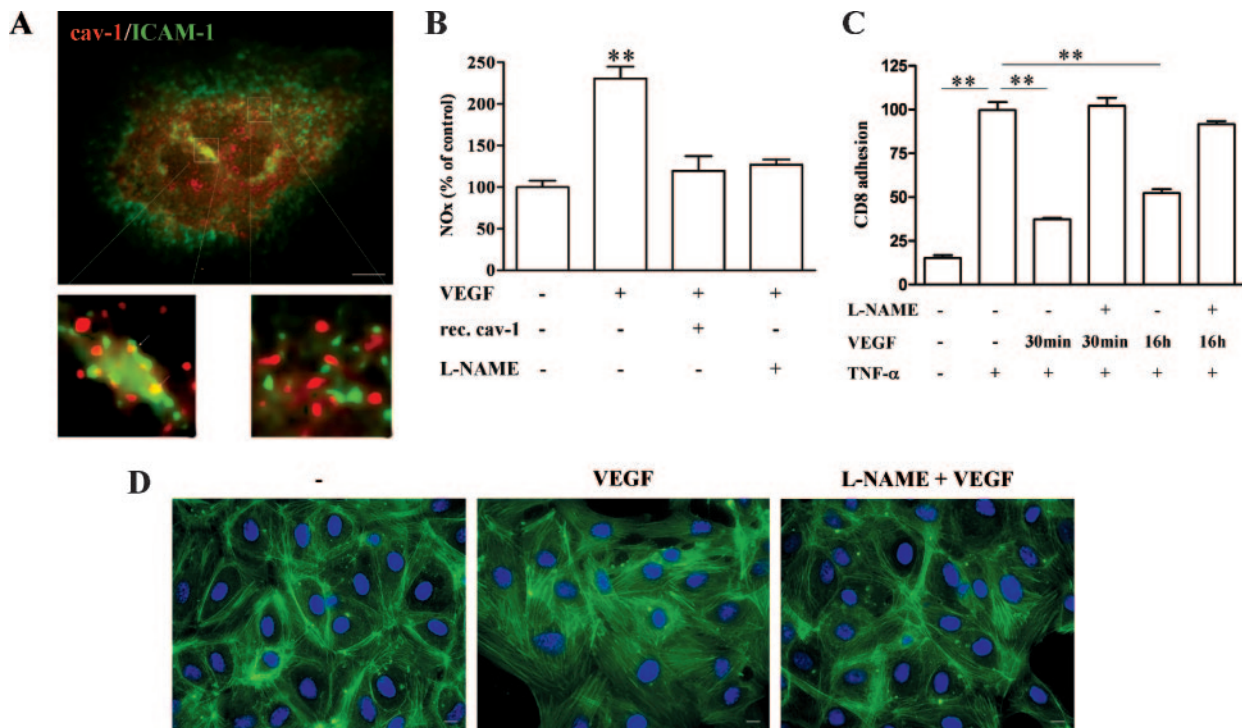 A
cav-1/ICAM-1
B
**
250
200
150
100
50
0
NOx (% of control)
VEGF - + + +
rec. cav-1 - - + -
L-NAME - - - +
C
**
** **
125
100
75
50
25
0
CD8 adhesion
L-NAME - - - + - +
VEGF - - 30min 30min 16h 16h
TNF-α - + + + + +
D
- VEGF L-NAME + VEGF